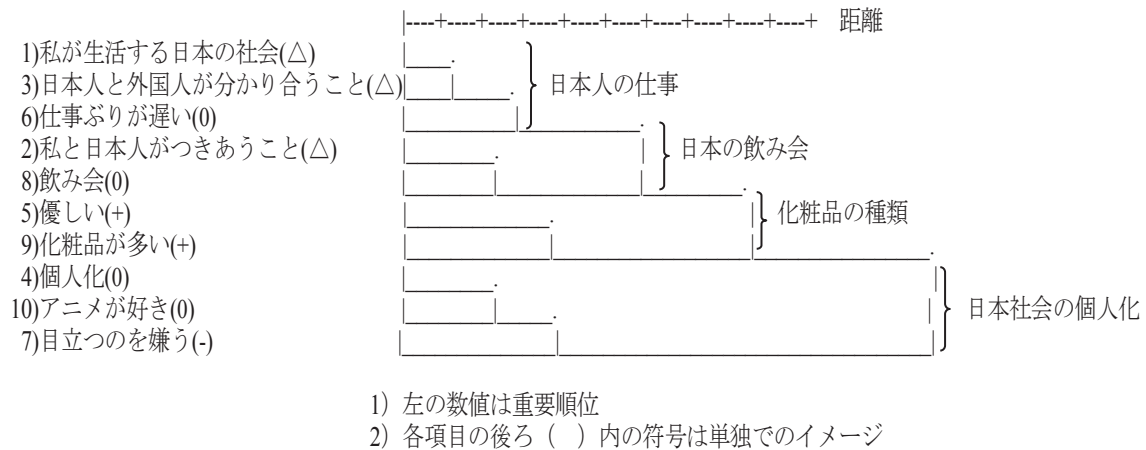 距離
1)私が生活する日本の社会(△)
3)日本人と外国人が分かり合うこと(△)
日本人の仕事
6)仕事ぶりが遅い(0)
2)私と日本人がつきあうこと(△)
日本の飲み会
8)飲み会(0)
5)優しい(+)
化粧品の種類
9)化粧品が多い(+)
4)個人化(0)
10)アニメが好き(0)
日本社会の個人化
7)目立つのを嫌う(-)
1）左の数値は重要順位
2）各項目の後ろ（　）内の符号は単独でのイメージ